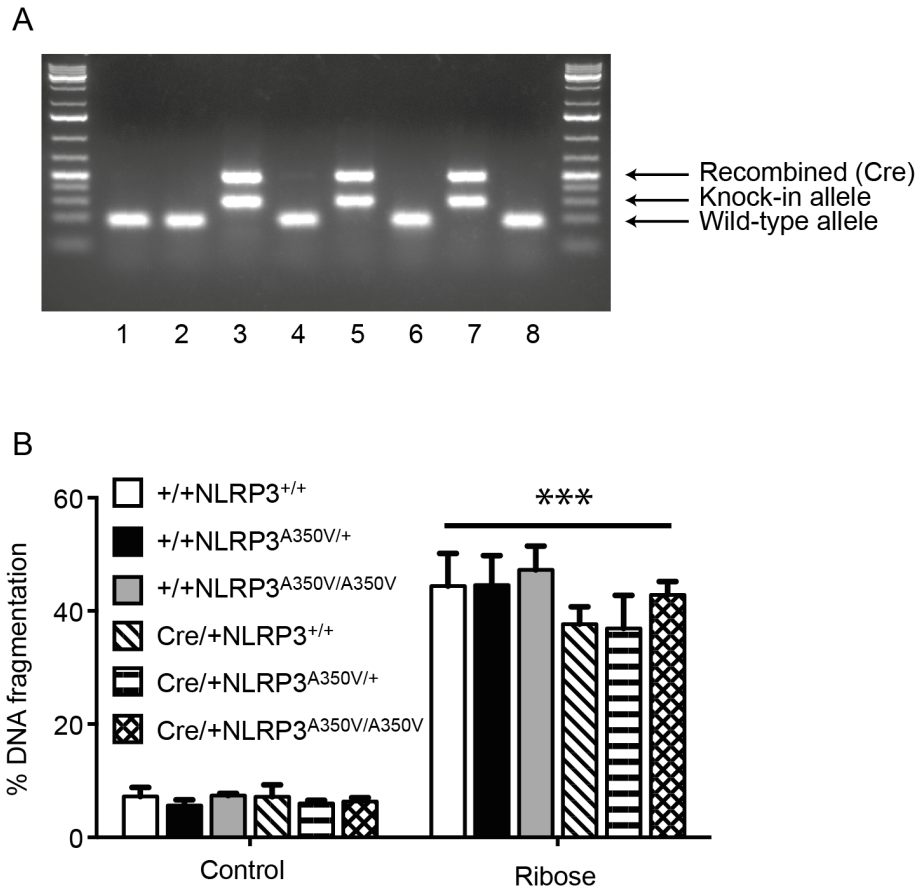 A
Recombined (Cre)
Knock-in allele
Wild-type allele
1 2 3 4 5 6 7 8
B
% DNA fragmentation
60
40
20
0
+/+NLRP3+/+
+/+NLRP3A350V/+
+/+NLRP3A350V/A350V
Cre/+NLRP3+/+
Cre/+NLRP3A350V/+
Cre/+NLRP3A350V/A350V
***
Control
Ribose